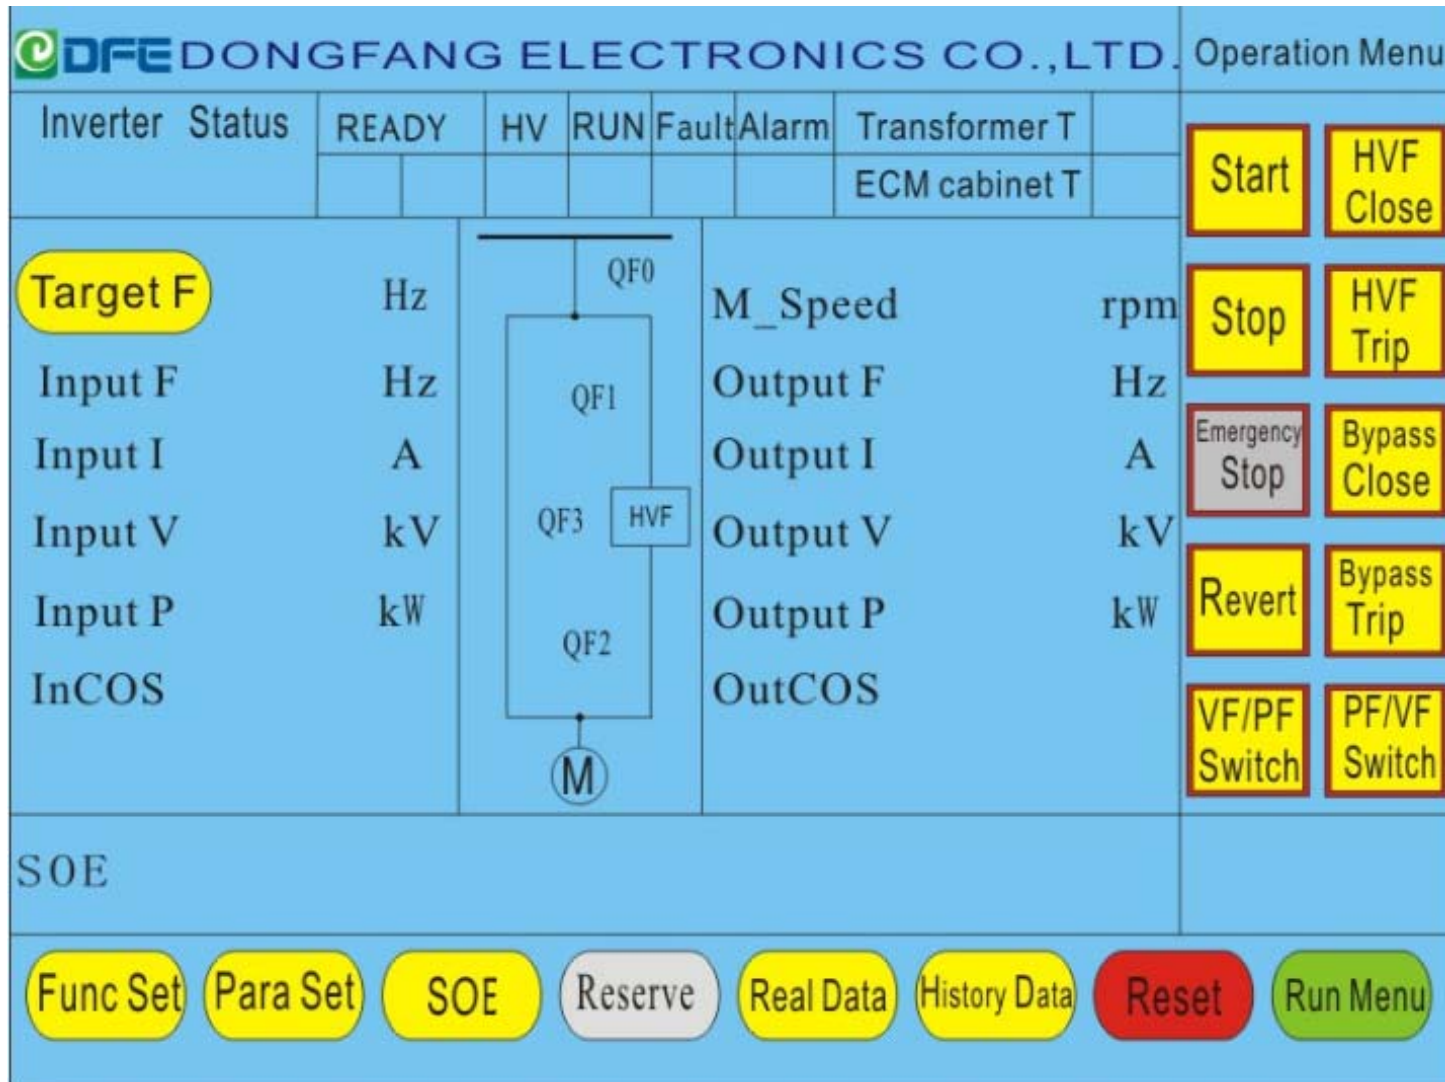 DFE DONGFANG ELECTRONICS CO.,LTD. Operation Menu
Inverter Status READY HV RUN Fault Alarm Transformer T
ECM cabinet T
Start HVF Close
Target F Hz
QF0
M_Speed rpm
Stop HVF Trip
Input F Hz
QF1
Output F Hz
Input I A
Output I A
Emergency Stop Bypass Close
Input V kV
QF3 HVF
Output V kV
Input P kW
QF2
Output P kW
Revert Bypass Trip
InCOS
OutCOS
VF/PF Switch PF/VF Switch
M
SOE
Func Set Para Set SOE Reserve Real Data History Data Reset Run Menu